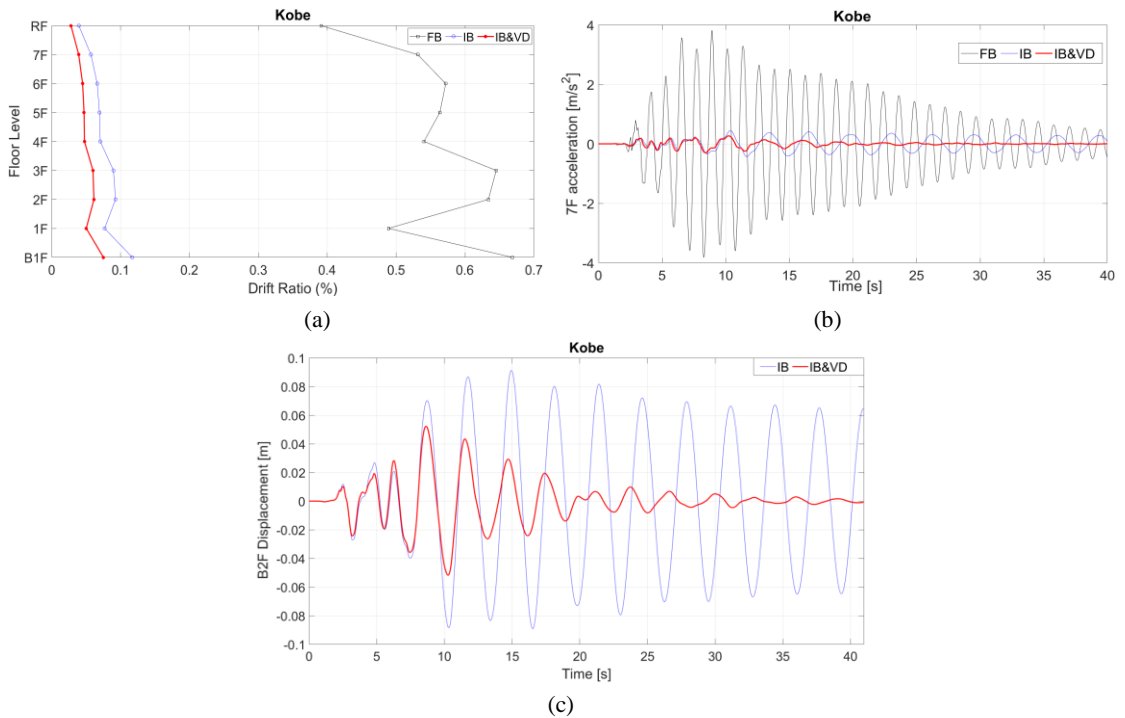 Kobe
FB IB IB&VD
RF
7F
6F
5F
4F
3F
2F
1F
B1F
Floor Level
0 0.1 0.2 0.3 0.4 0.5 0.6 0.7
Drift Ratio (%)
(a)
Kobe
FB IB IB&VD
4
2
0
-2
-4
7F acceleration [m/s²]
0 5 10 15 20 25 30 35 40
Time [s]
(b)
Kobe
IB IB&VD
0.1
0.08
0.06
0.04
0.02
0
-0.02
-0.04
-0.06
-0.08
-0.1
B2F Displacement [m]
0 5 10 15 20 25 30 35 40
Time [s]
(c)